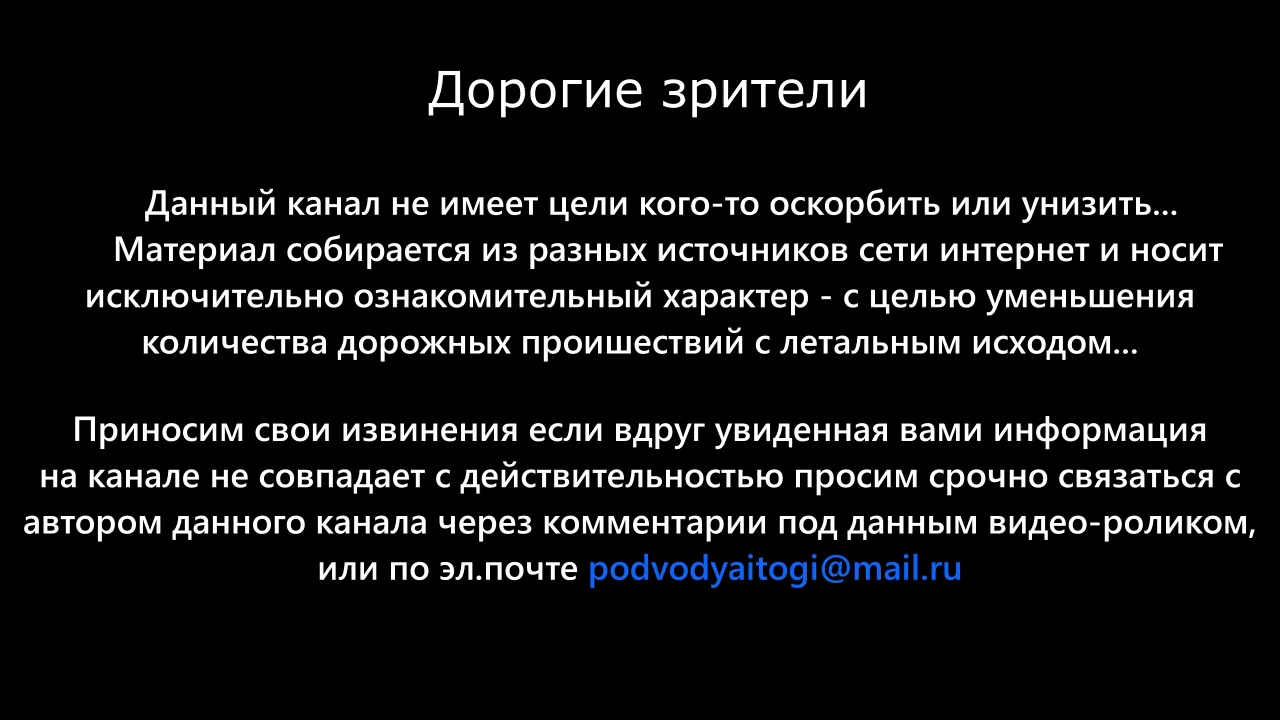 Дорогие зрители
Данный канал не имеет цели кого-то оскорбить или унизить...
Материал собирается из разных источников сети интернет и носит
исключительно ознакомительный характер - с целью уменьшения
количества дорожных проишествий с летальным исходом...
Приносим свои извинения если вдруг увиденная вами информация
на канале не совпадает с действительностью просим срочно связаться с
автором данного канала через комментарии под данным видео-роликом,
или по эл.почте podvodyaitogi@mail.ru